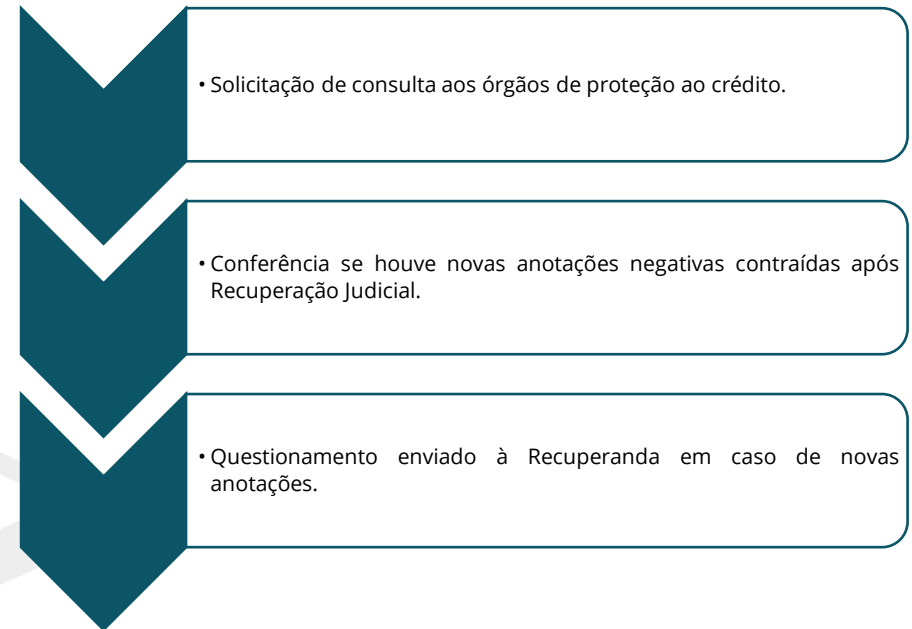 • Solicitação de consulta aos órgãos de proteção ao crédito.
• Conferência se houve novas anotações negativas contraídas após
Recuperação Judicial.
• Questionamento enviado à Recuperanda em caso de novas
anotações.